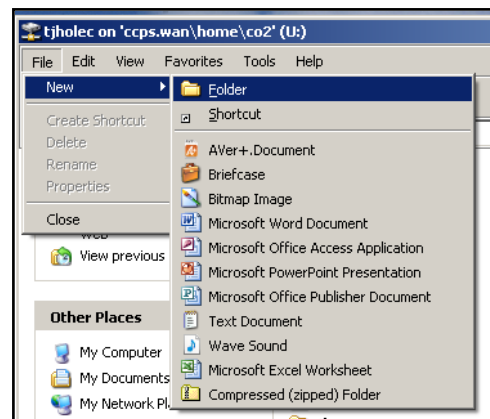 tjholec on 'ccps.wan\home\co2' (U:)
File Edit View Favorites Tools Help
New
Create Shortcut
Delete
Rename
Properties
Close
Folder
Shortcut
AVer+.Document
Briefcase
Bitmap Image
Microsoft Word Document
Microsoft Office Access Application
Microsoft PowerPoint Presentation
Microsoft Office Publisher Document
Text Document
Wave Sound
Microsoft Excel Worksheet
Compressed (zipped) Folder
View previous
Other Places
My Computer
My Documents
My Network